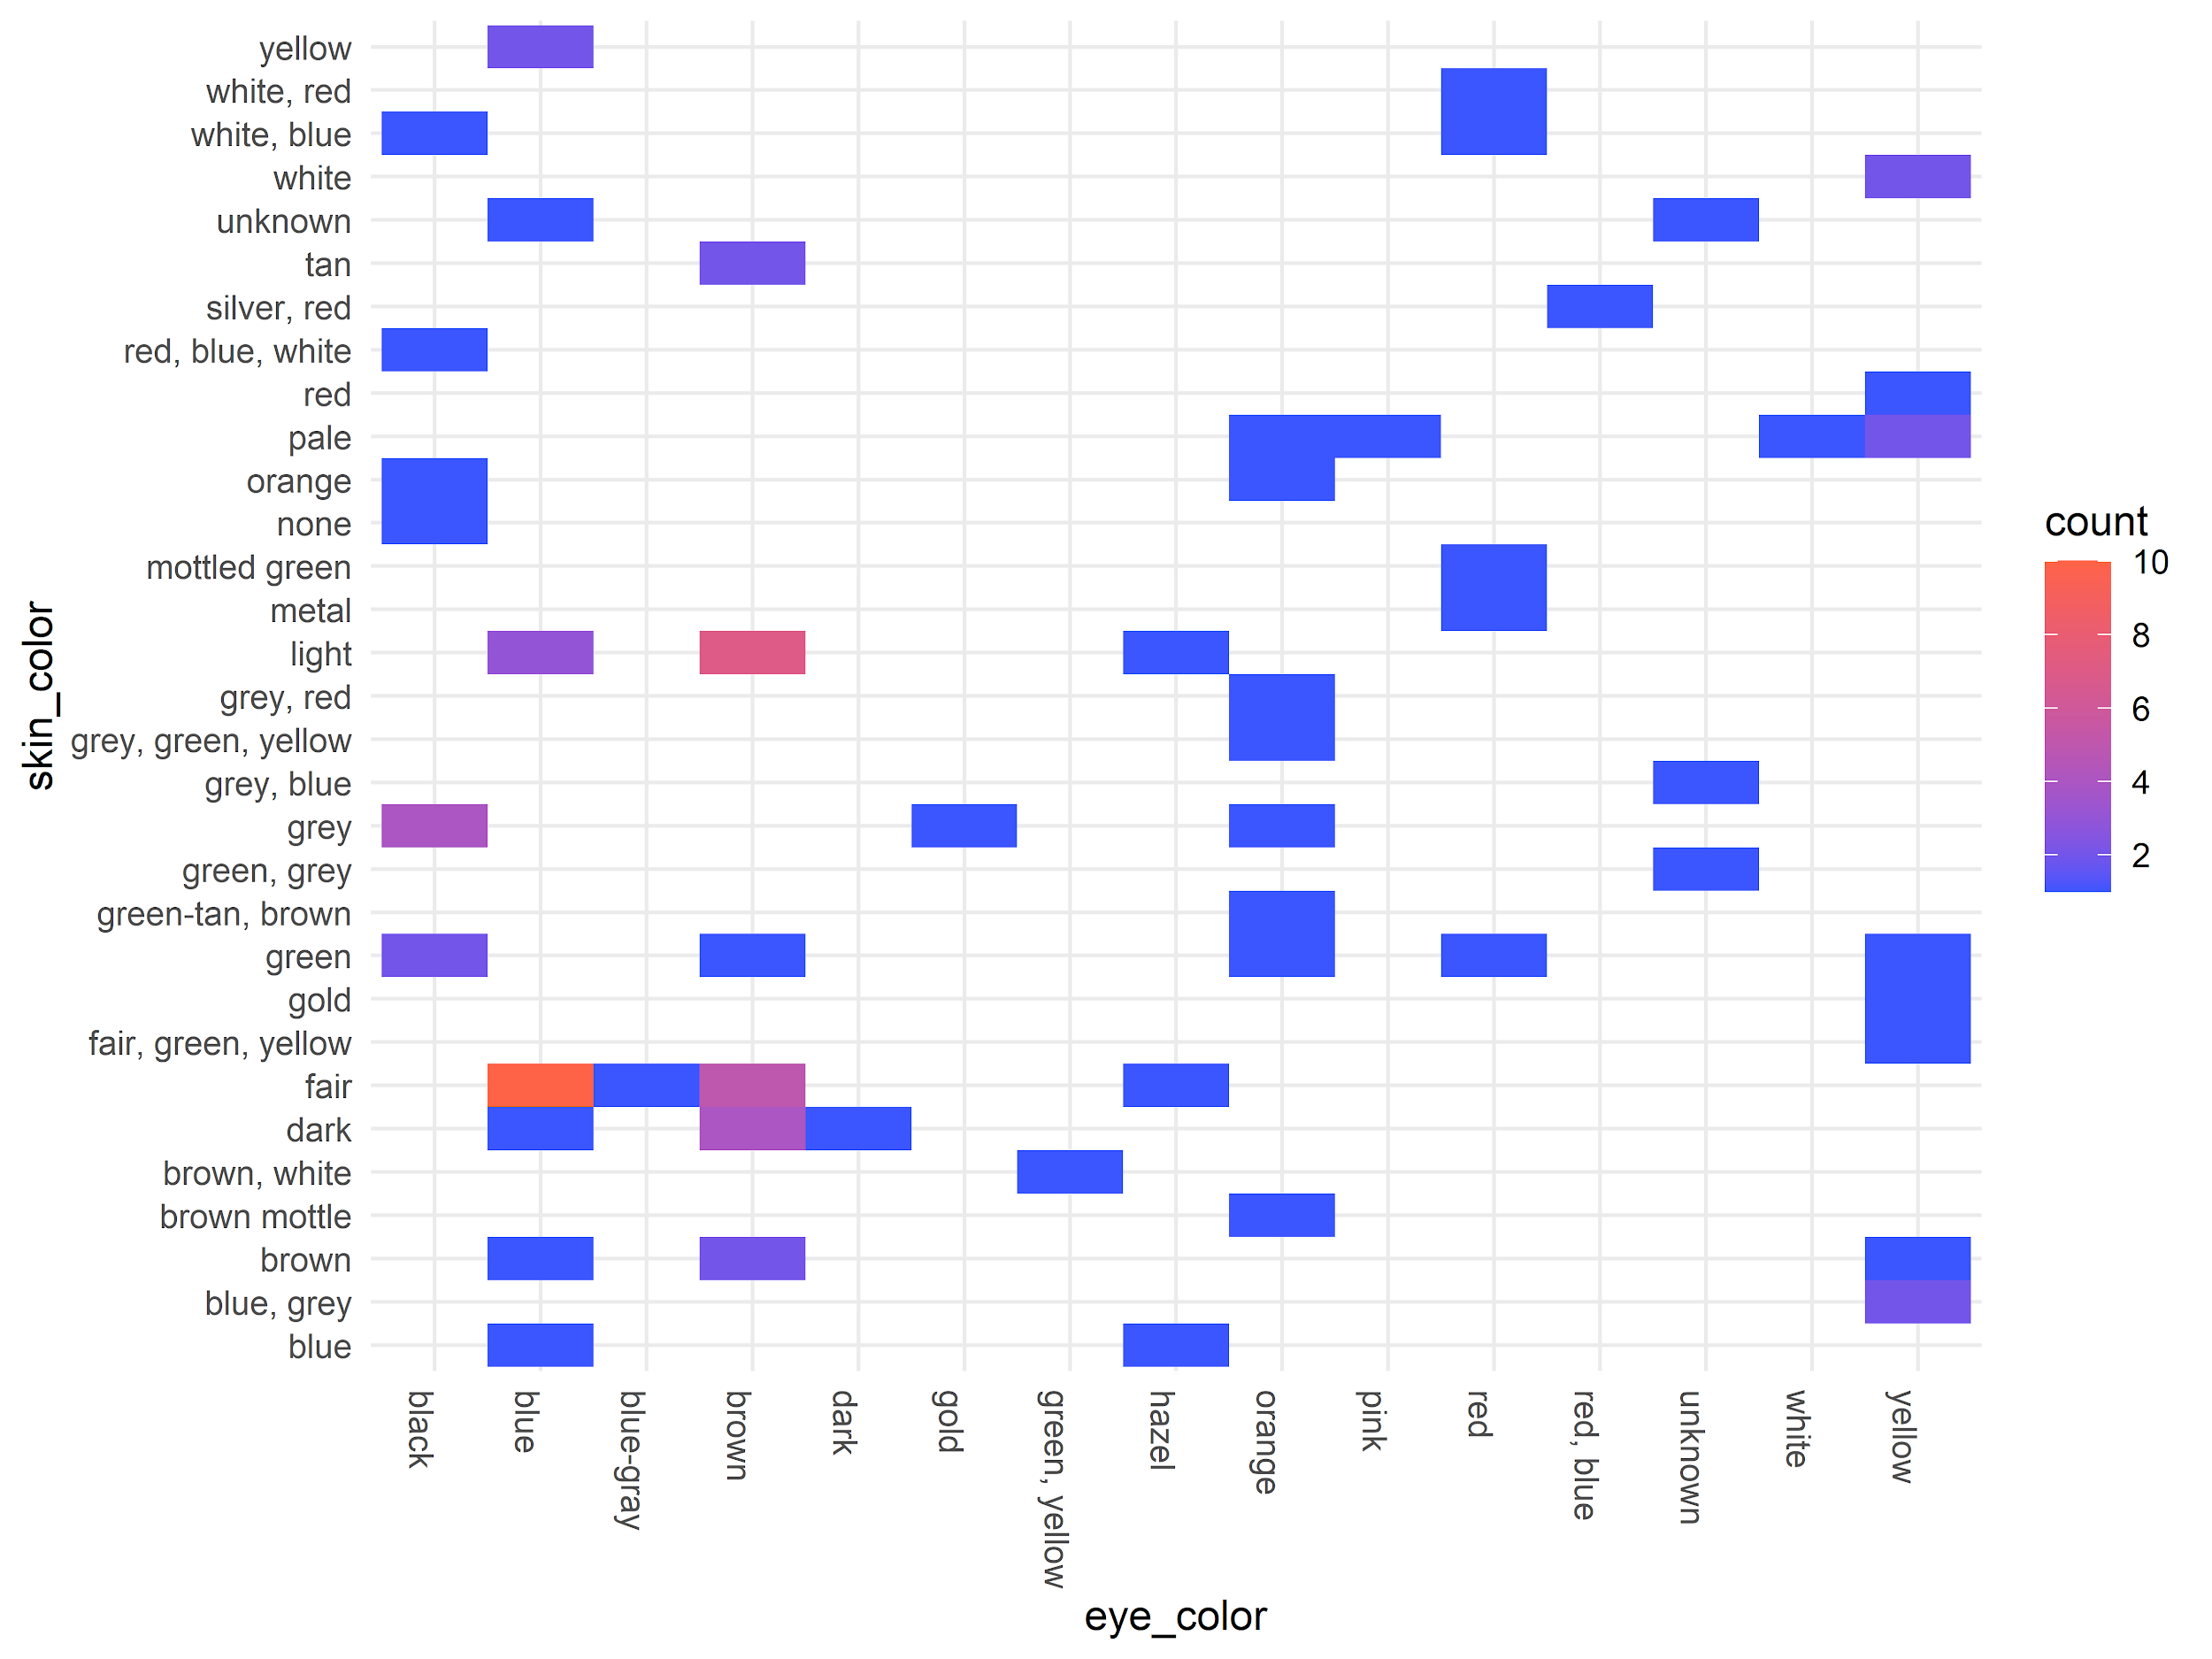 skin_color
yellow
white, red
white, blue
white
unknown
tan
silver, red
red, blue, white
red
pale
orange
none
mottled green
metal
light
grey, red
grey, green, yellow
grey, blue
grey
green, grey
green-tan, brown
green
gold
fair, green, yellow
fair
dark
brown, white
brown mottle
brown
blue, grey
blue
black
blue
blue-gray
brown
dark
gold
green, yellow
hazel
orange
pink
red
red, blue
unknown
white
yellow
eye_color
count
10
8
6
4
2